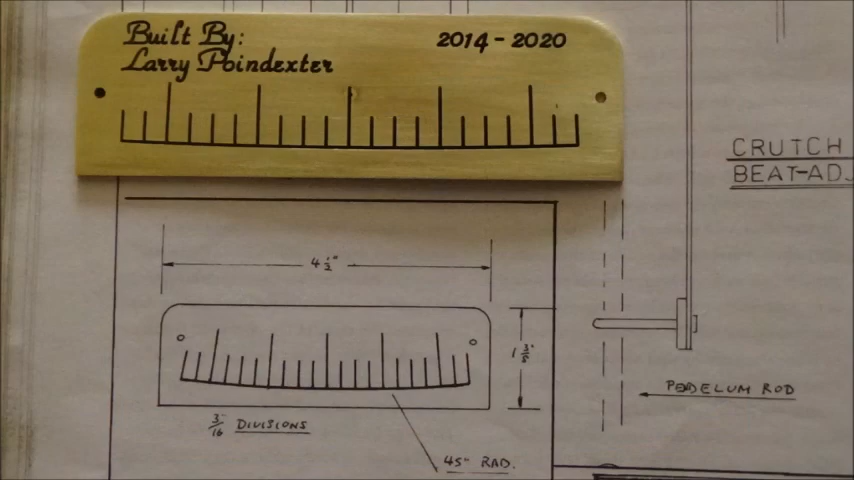 Built By:
Larry Poindexter
2014 - 2020
CRUTCH
BEAT-ADJ
4 1/2"
1 3/8"
3/16" DIVISIONS
45" RAD.
PENDELUM ROD